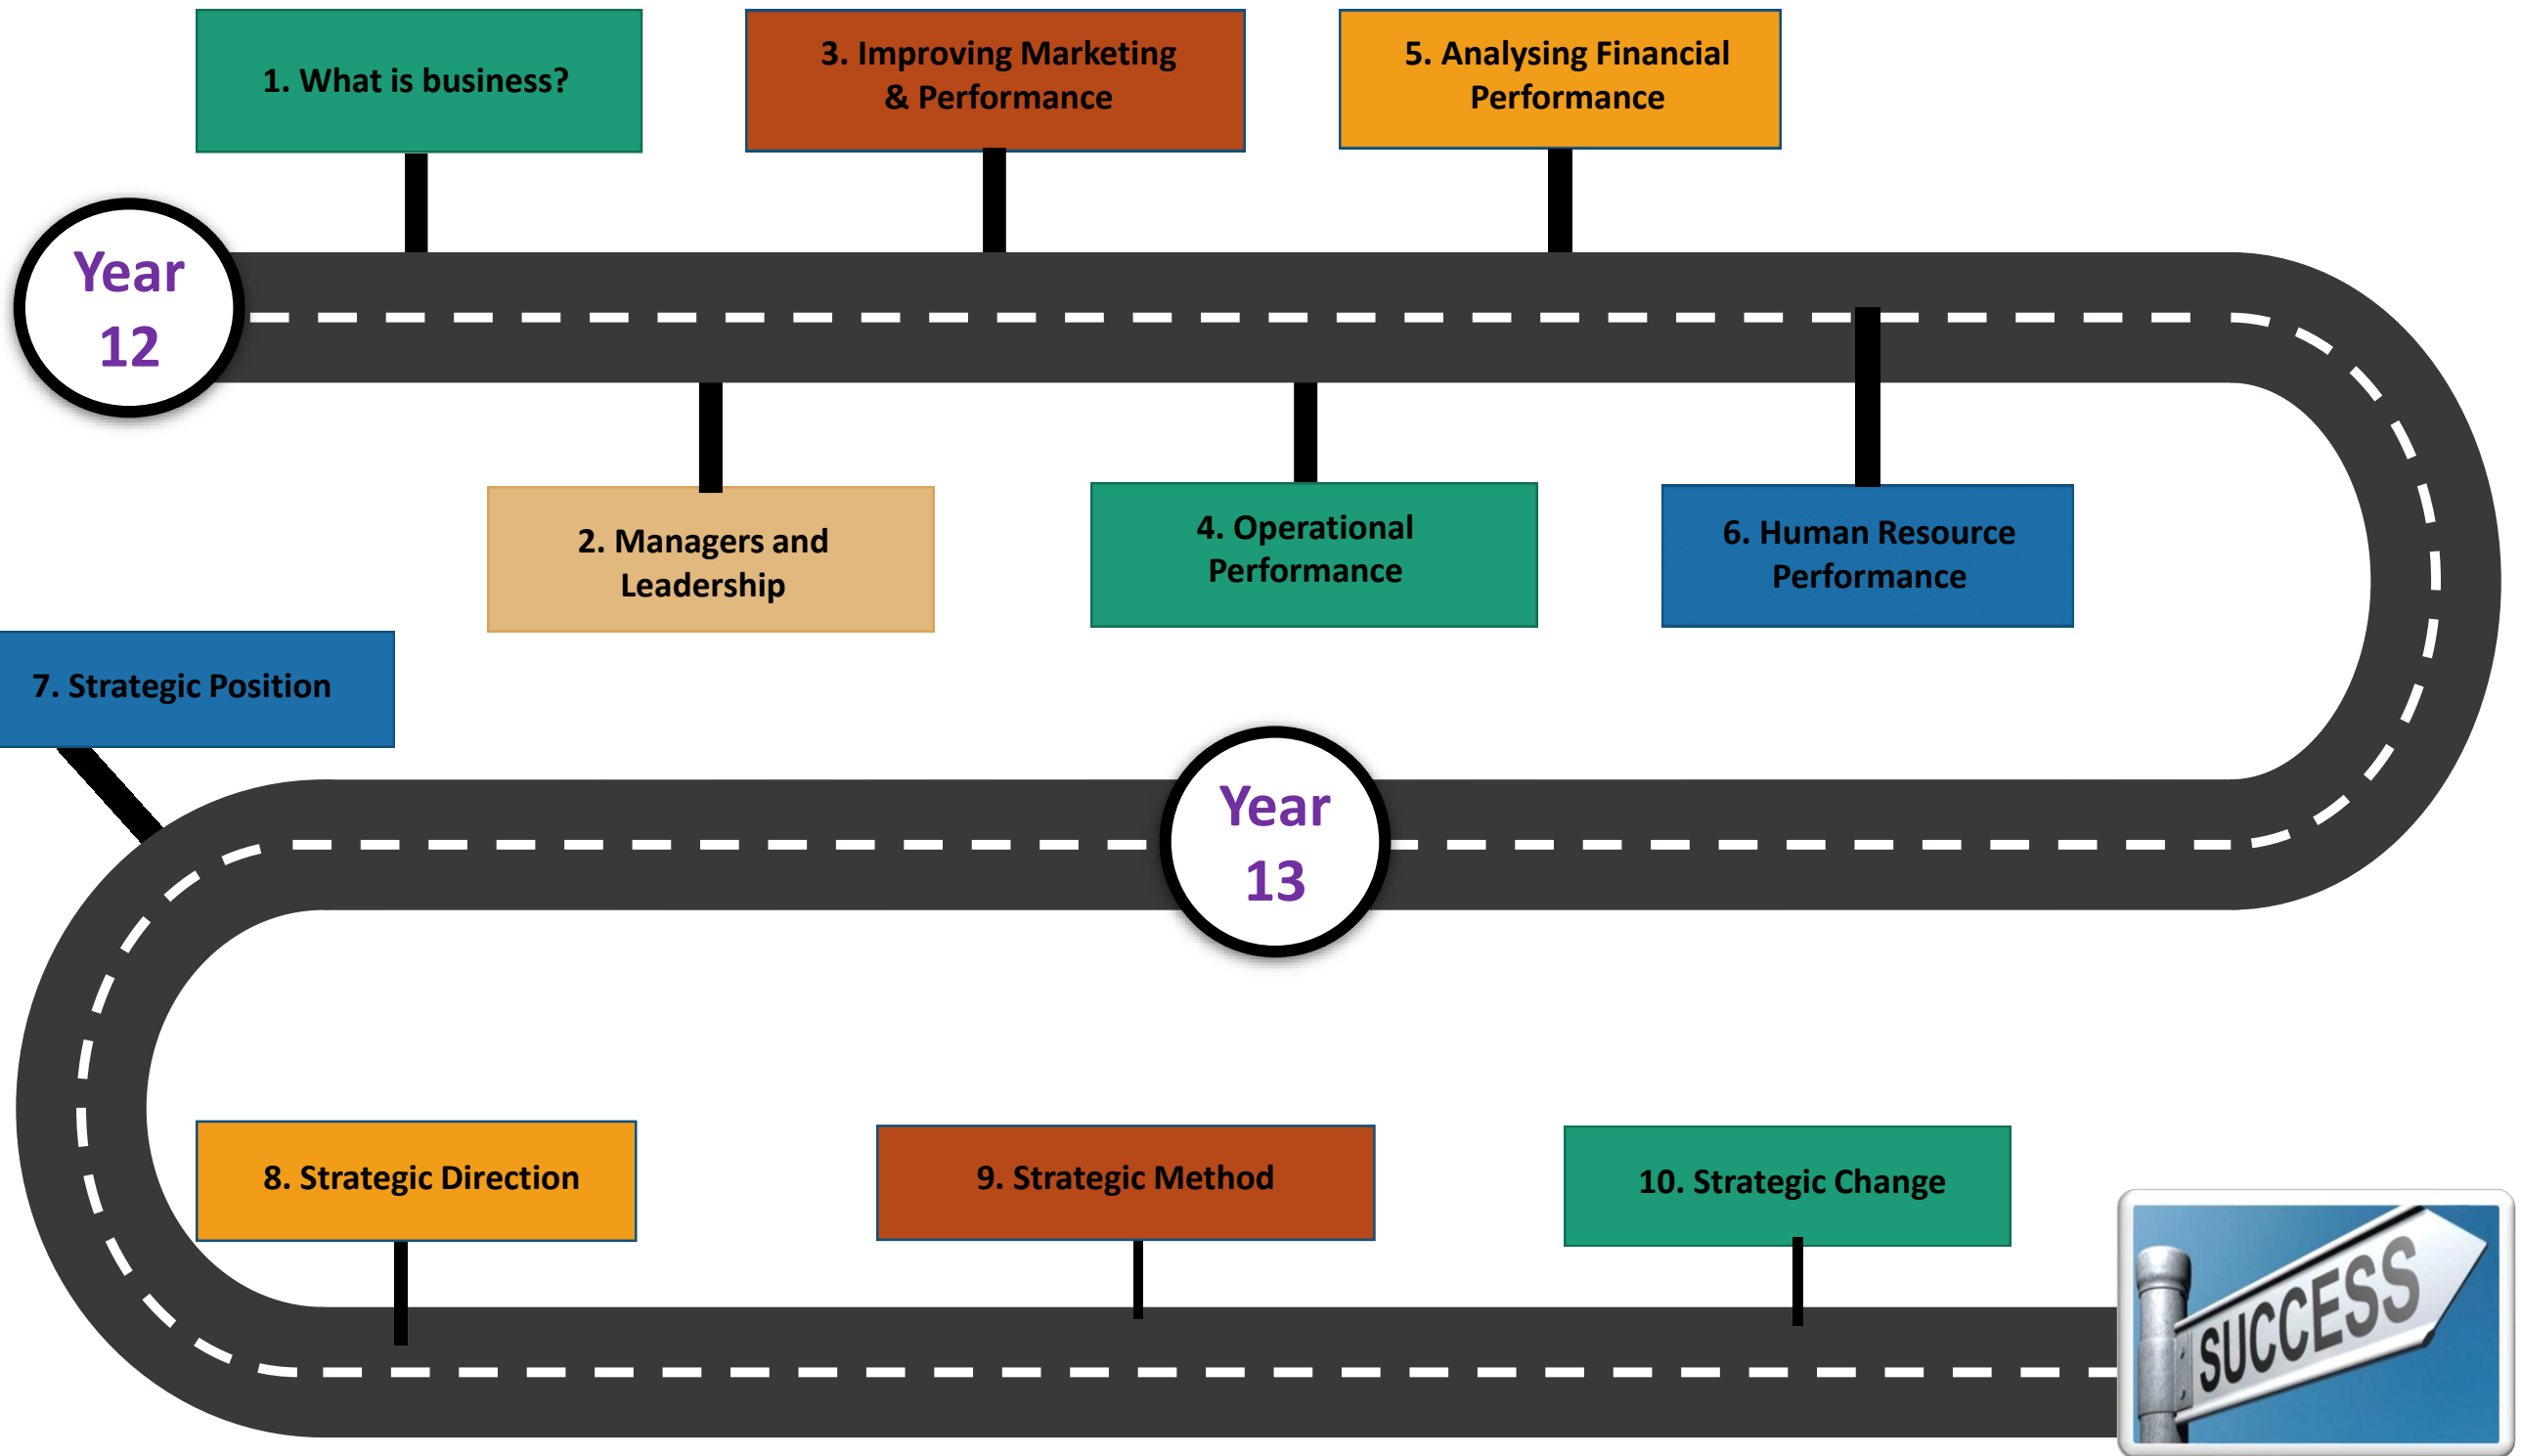 1. What is business?
3. Improving Marketing
& Performance
5. Analysing Financial
Performance
Year
12
2. Managers and
Leadership
4. Operational
Performance
6. Human Resource
Performance
7. Strategic Position
Year
13
8. Strategic Direction
9. Strategic Method
10. Strategic Change
SUCCESS